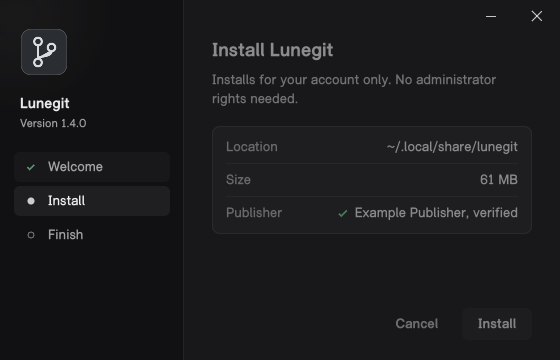 Lunegit
Version 1.4.0
Welcome
Install
Finish
Install Lunegit
Installs for your account only. No administrator
rights needed.
Location ~/.local/share/lunegit
Size 61 MB
Publisher Example Publisher, verified
Cancel Install